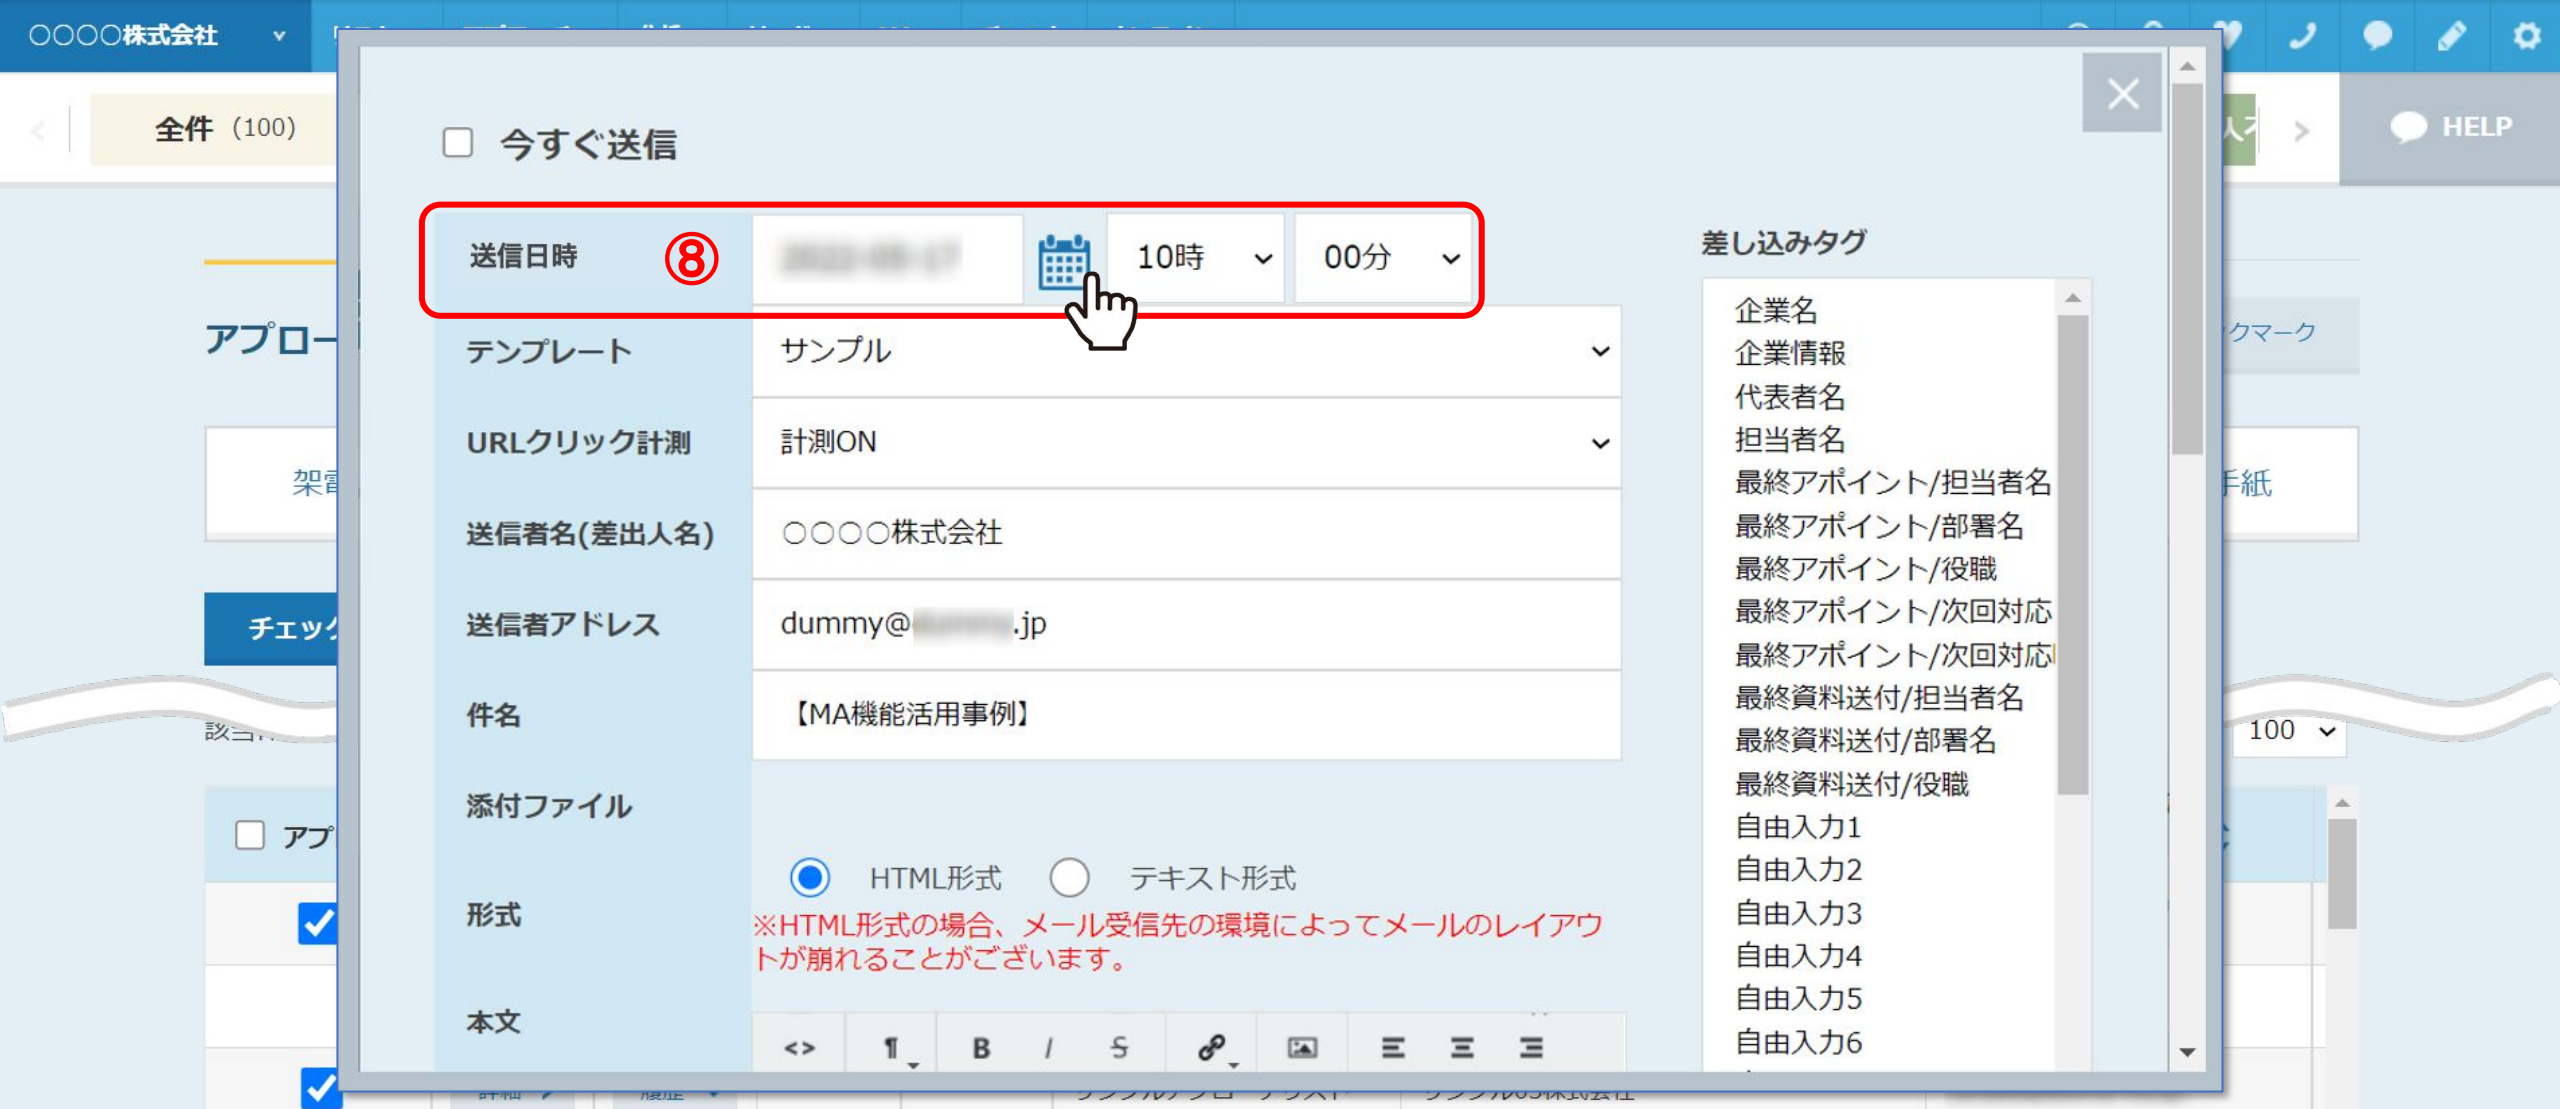 ○○○○株式会社
全件 (100)
HELP
今すぐ送信
送信日時 ⑧ 10時 00分
テンプレート サンプル
URLクリック計測 計測ON
送信者名(差出人名) ○○○○株式会社
送信者アドレス dummy@ .jp
件名 【MA機能活用事例】
添付ファイル
形式 HTML形式 テキスト形式
※HTML形式の場合、メール受信先の環境によってメールのレイアウ
トが崩れることがございます。
本文
<> ¶ B I S
差し込みタグ
企業名
企業情報
代表者名
担当者名
最終アポイント/担当者名
最終アポイント/部署名
最終アポイント/役職
最終アポイント/次回対応
最終アポイント/次回対応
最終資料送付/担当者名
最終資料送付/部署名
最終資料送付/役職
自由入力1
自由入力2
自由入力3
自由入力4
自由入力5
自由入力6
アプロー
クマーク
架電
手紙
チェック
100
アプ